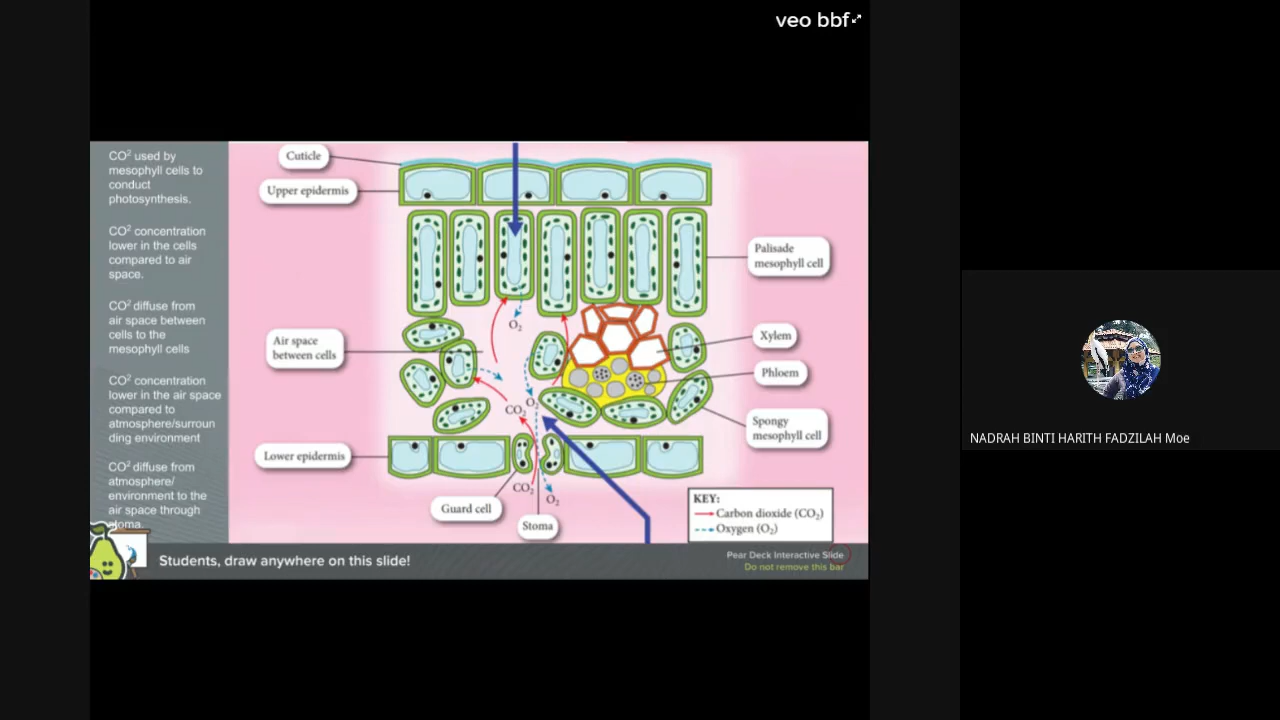 veo bbf
CO² used by
mesophyll cells to
conduct
photosynthesis.
CO² concentration
lower in the cells
compared to air
space.
CO² diffuse from
air space between
cells to the
mesophyll cells
CO² concentration
lower in the air space
compared to
atmosphere/surroun
ding environment
CO² diffuse from
atmosphere/
environment to the
air space through
stoma.
Cuticle
Upper epidermis
Palisade
mesophyll cell
O₂
Air space
between cells
Xylem
Phloem
CO₂
O₂
Spongy
mesophyll cell
Lower epidermis
CO₂
O₂
Guard cell
Stoma
KEY:
Carbon dioxide (CO₂)
Oxygen (O₂)
Students, draw anywhere on this slide!
Pear Deck Interactive Slide
Do not remove this bar
NADRAH BINTI HARITH FADZILAH Moe